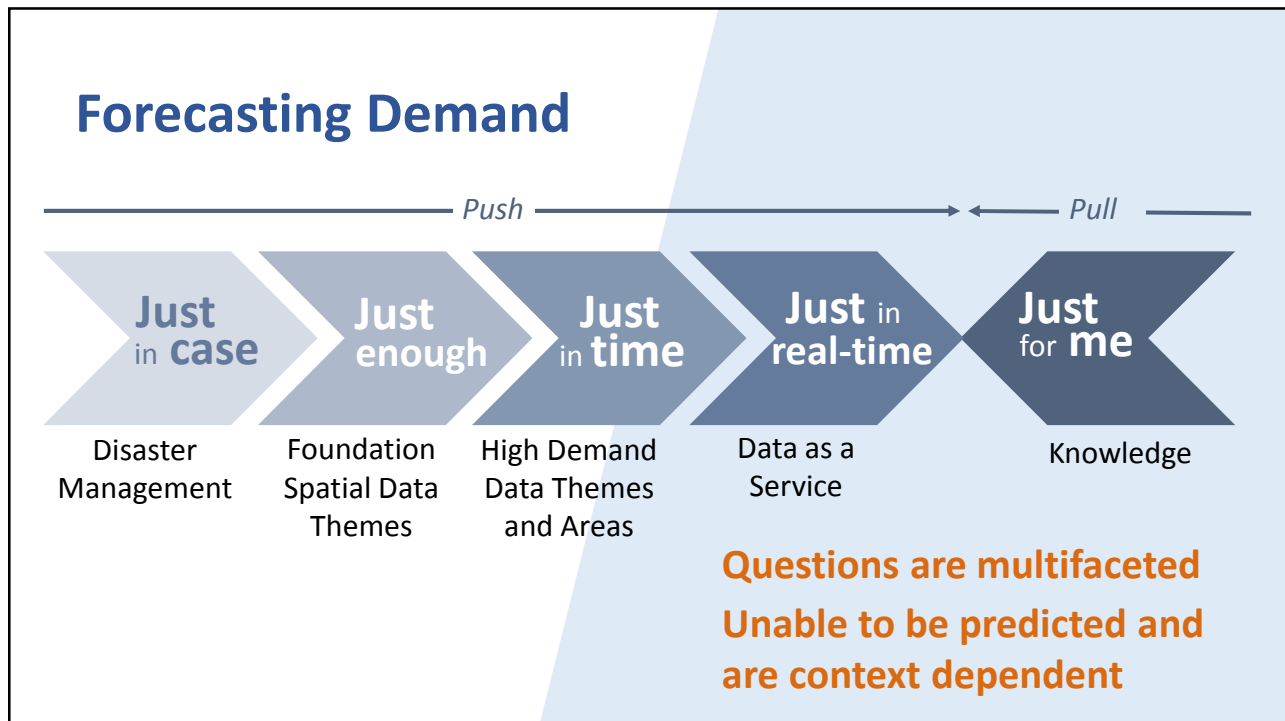 Forecasting Demand
Push
Pull
Just
in case
Just
enough
Just
in time
Just in
real-time
Just
for me
Disaster
Management
Foundation
Spatial Data
Themes
High Demand
Data Themes
and Areas
Data as a
Service
Knowledge
Questions are multifaceted
Unable to be predicted and
are context dependent